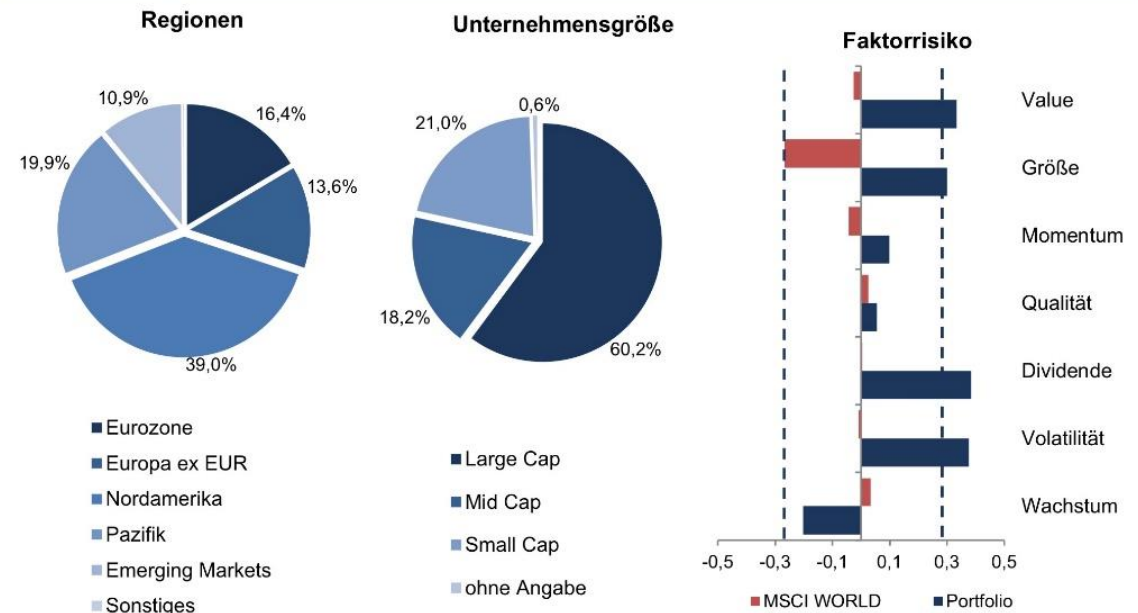 Regionen
16,4%
13,6%
39,0%
19,9%
10,9%
Eurozone
Europa ex EUR
Nordamerika
Pazifik
Emerging Markets
Sonstiges
Unternehmensgröße
0,6%
21,0%
18,2%
60,2%
Large Cap
Mid Cap
Small Cap
ohne Angabe
Faktorrisiko
Value
Größe
Momentum
Qualität
Dividende
Volatilität
Wachstum
-0,5 -0,3 -0,1 0,1 0,3 0,5
MSCI WORLD Portfolio